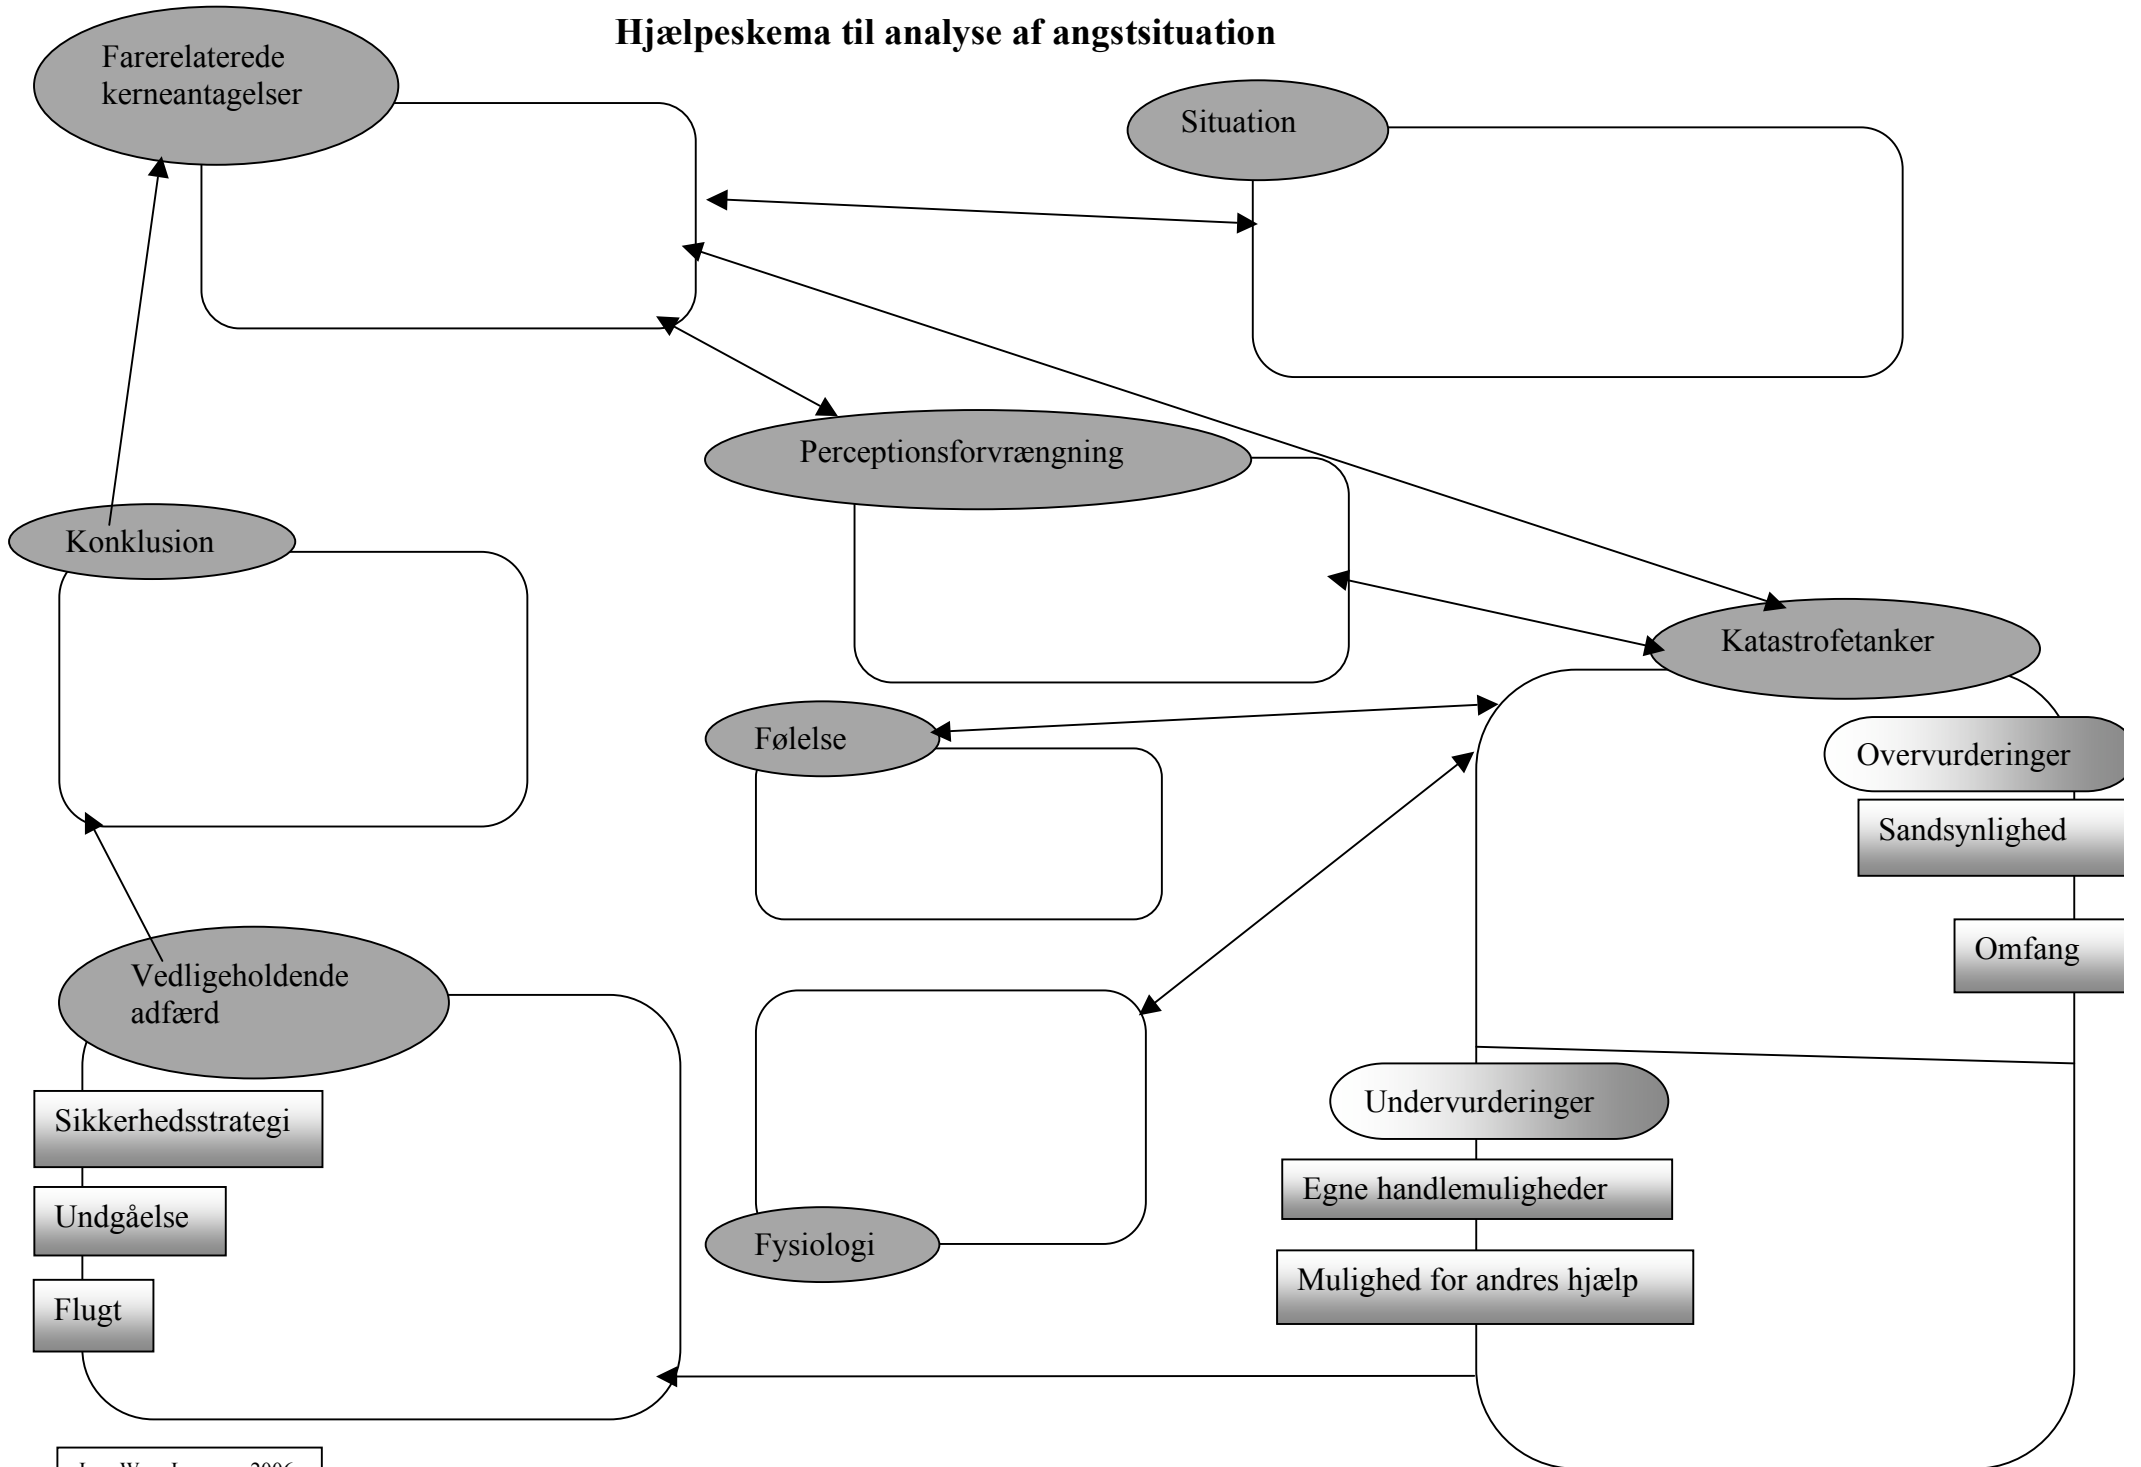 Hjælpeskema til analyse af angstsituation
Farerelaterede
kerneantagelser
Situation
Perceptionsforvrængning
Konklusion
Katastrofetanker
Følelse
Overvurderinger
Sandsynlighed
Omfang
Vedligeholdende
adfærd
Undervurderinger
Sikkerhedsstrategi
Egne handlemuligheder
Undgåelse
Fysiologi
Mulighed for andres hjælp
Flugt
2006